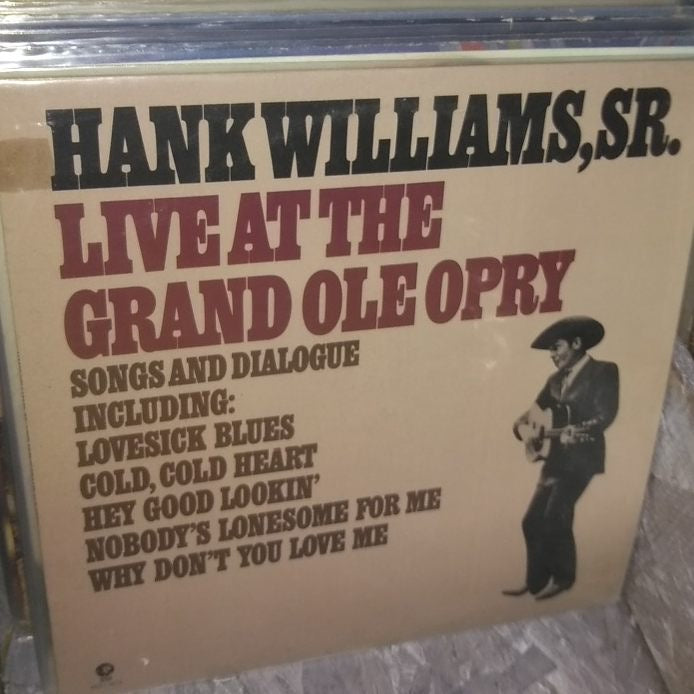 HANK WILLIAMS, SR.
LIVE AT THE
GRAND OLE OPRY
SONGS AND DIALOGUE
INCLUDING:
LOVESICK BLUES
COLD, COLD HEART
HEY GOOD LOOKIN'
NOBODY'S LONESOME FOR ME
WHY DON'T YOU LOVE ME